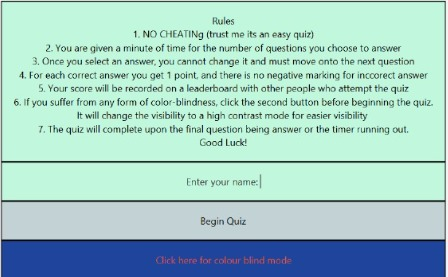 Rules
1. NO CHEATINg (trust me its an easy quiz)
2. You are given a minute of time for the number of questions you choose to answer
3. Once you select an answer, you cannot change it and must move onto the next question
4. For each correct answer you get 1 point, and there is no negative marking for inccorect answer
5. Your score will be recorded on a leaderboard with other people who attempt the quiz
6. If you suffer from any form of color-blindness, click the second button before beginning the quiz.
It will change the visibility to a high contrast mode for easier visibility
7. The quiz will complete upon the final question being answer or the timer running out.
Good Luck!
Enter your name:
Begin Quiz
Click here for colour blind mode